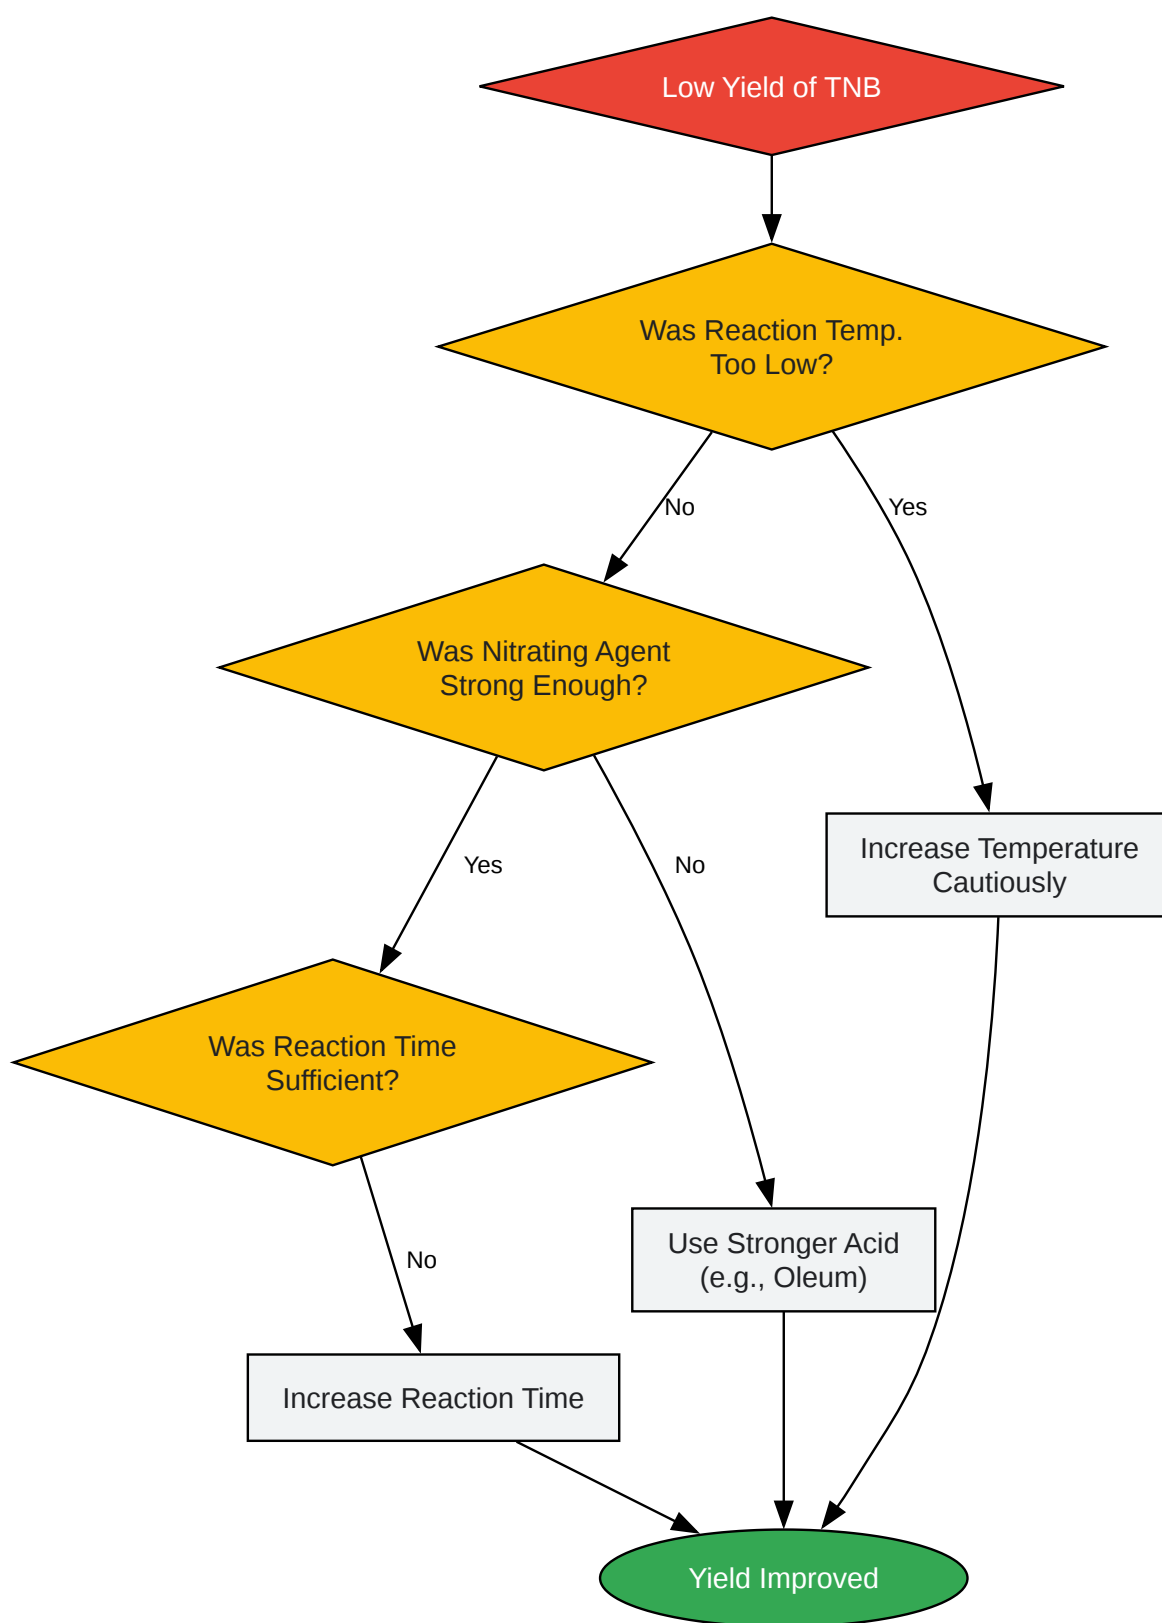 Low Yield of TNB
Was Reaction Temp.
Too Low?
No
Yes
Was Nitrating Agent
Strong Enough?
Yes
No
Increase Temperature
Cautiously
Was Reaction Time
Sufficient?
No
Use Stronger Acid
(e.g., Oleum)
Increase Reaction Time
Yield Improved